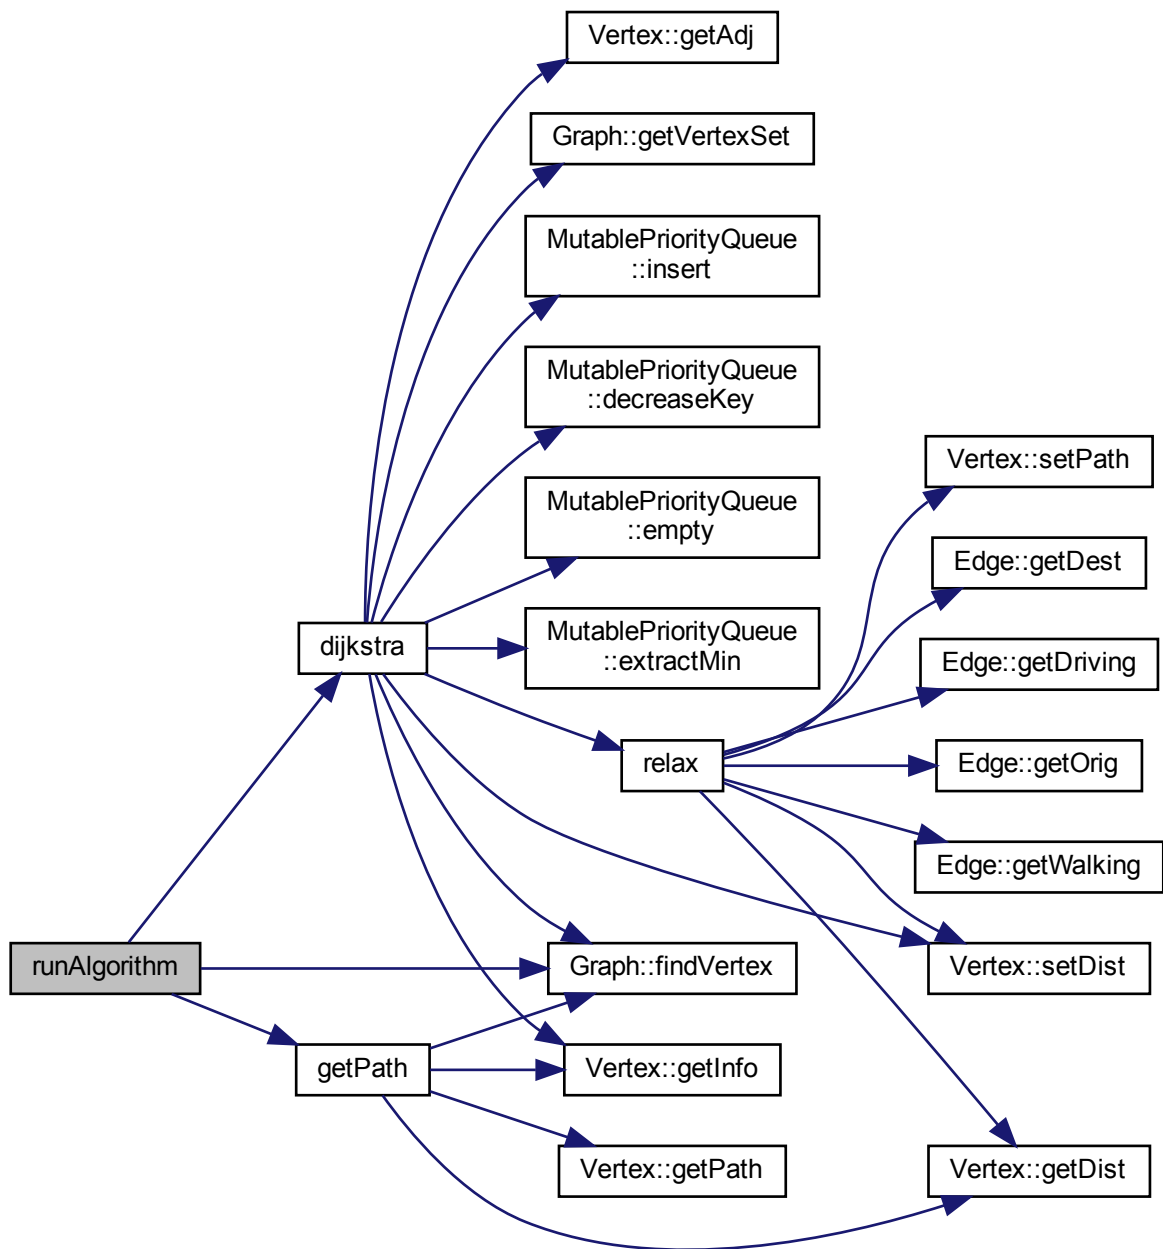 Vertex::getAdj
Graph::getVertexSet
MutablePriorityQueue
::insert
MutablePriorityQueue
::decreaseKey
Vertex::setPath
MutablePriorityQueue
::empty
Edge::getDest
dijkstra
MutablePriorityQueue
::extractMin
Edge::getDriving
relax
Edge::getOrig
Edge::getWalking
runAlgorithm
Graph::findVertex
Vertex::setDist
getPath
Vertex::getInfo
Vertex::getPath
Vertex::getDist